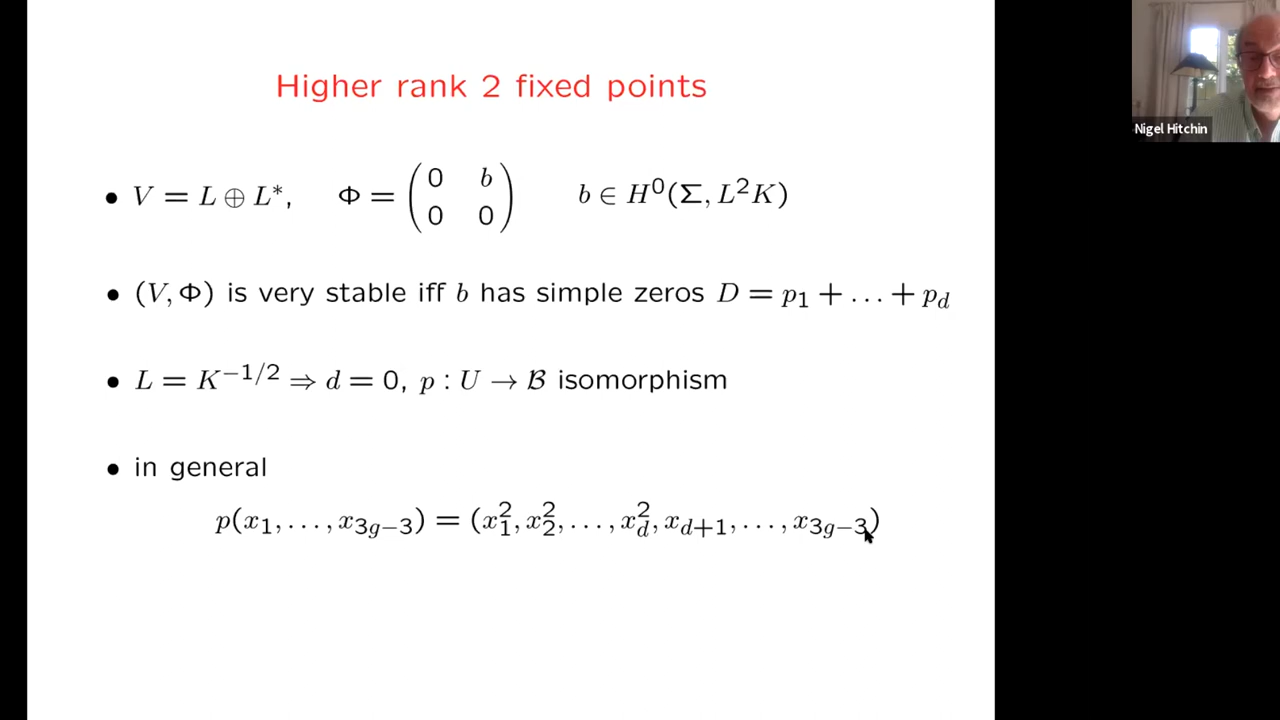 Higher rank 2 fixed points
• V = L ⊕ L*, Φ = ( 0 b ; 0 0 ) b ∈ H⁰(Σ, L²K)
• (V, Φ) is very stable iff b has simple zeros D = p₁ + … + p_d
• L = K^{−1/2} ⇒ d = 0, p : U → ℬ isomorphism
• in general
p(x₁, …, x_{3g−3}) = (x₁², x₂², …, x_d², x_{d+1}, …, x_{3g−3})
Nigel Hitchin